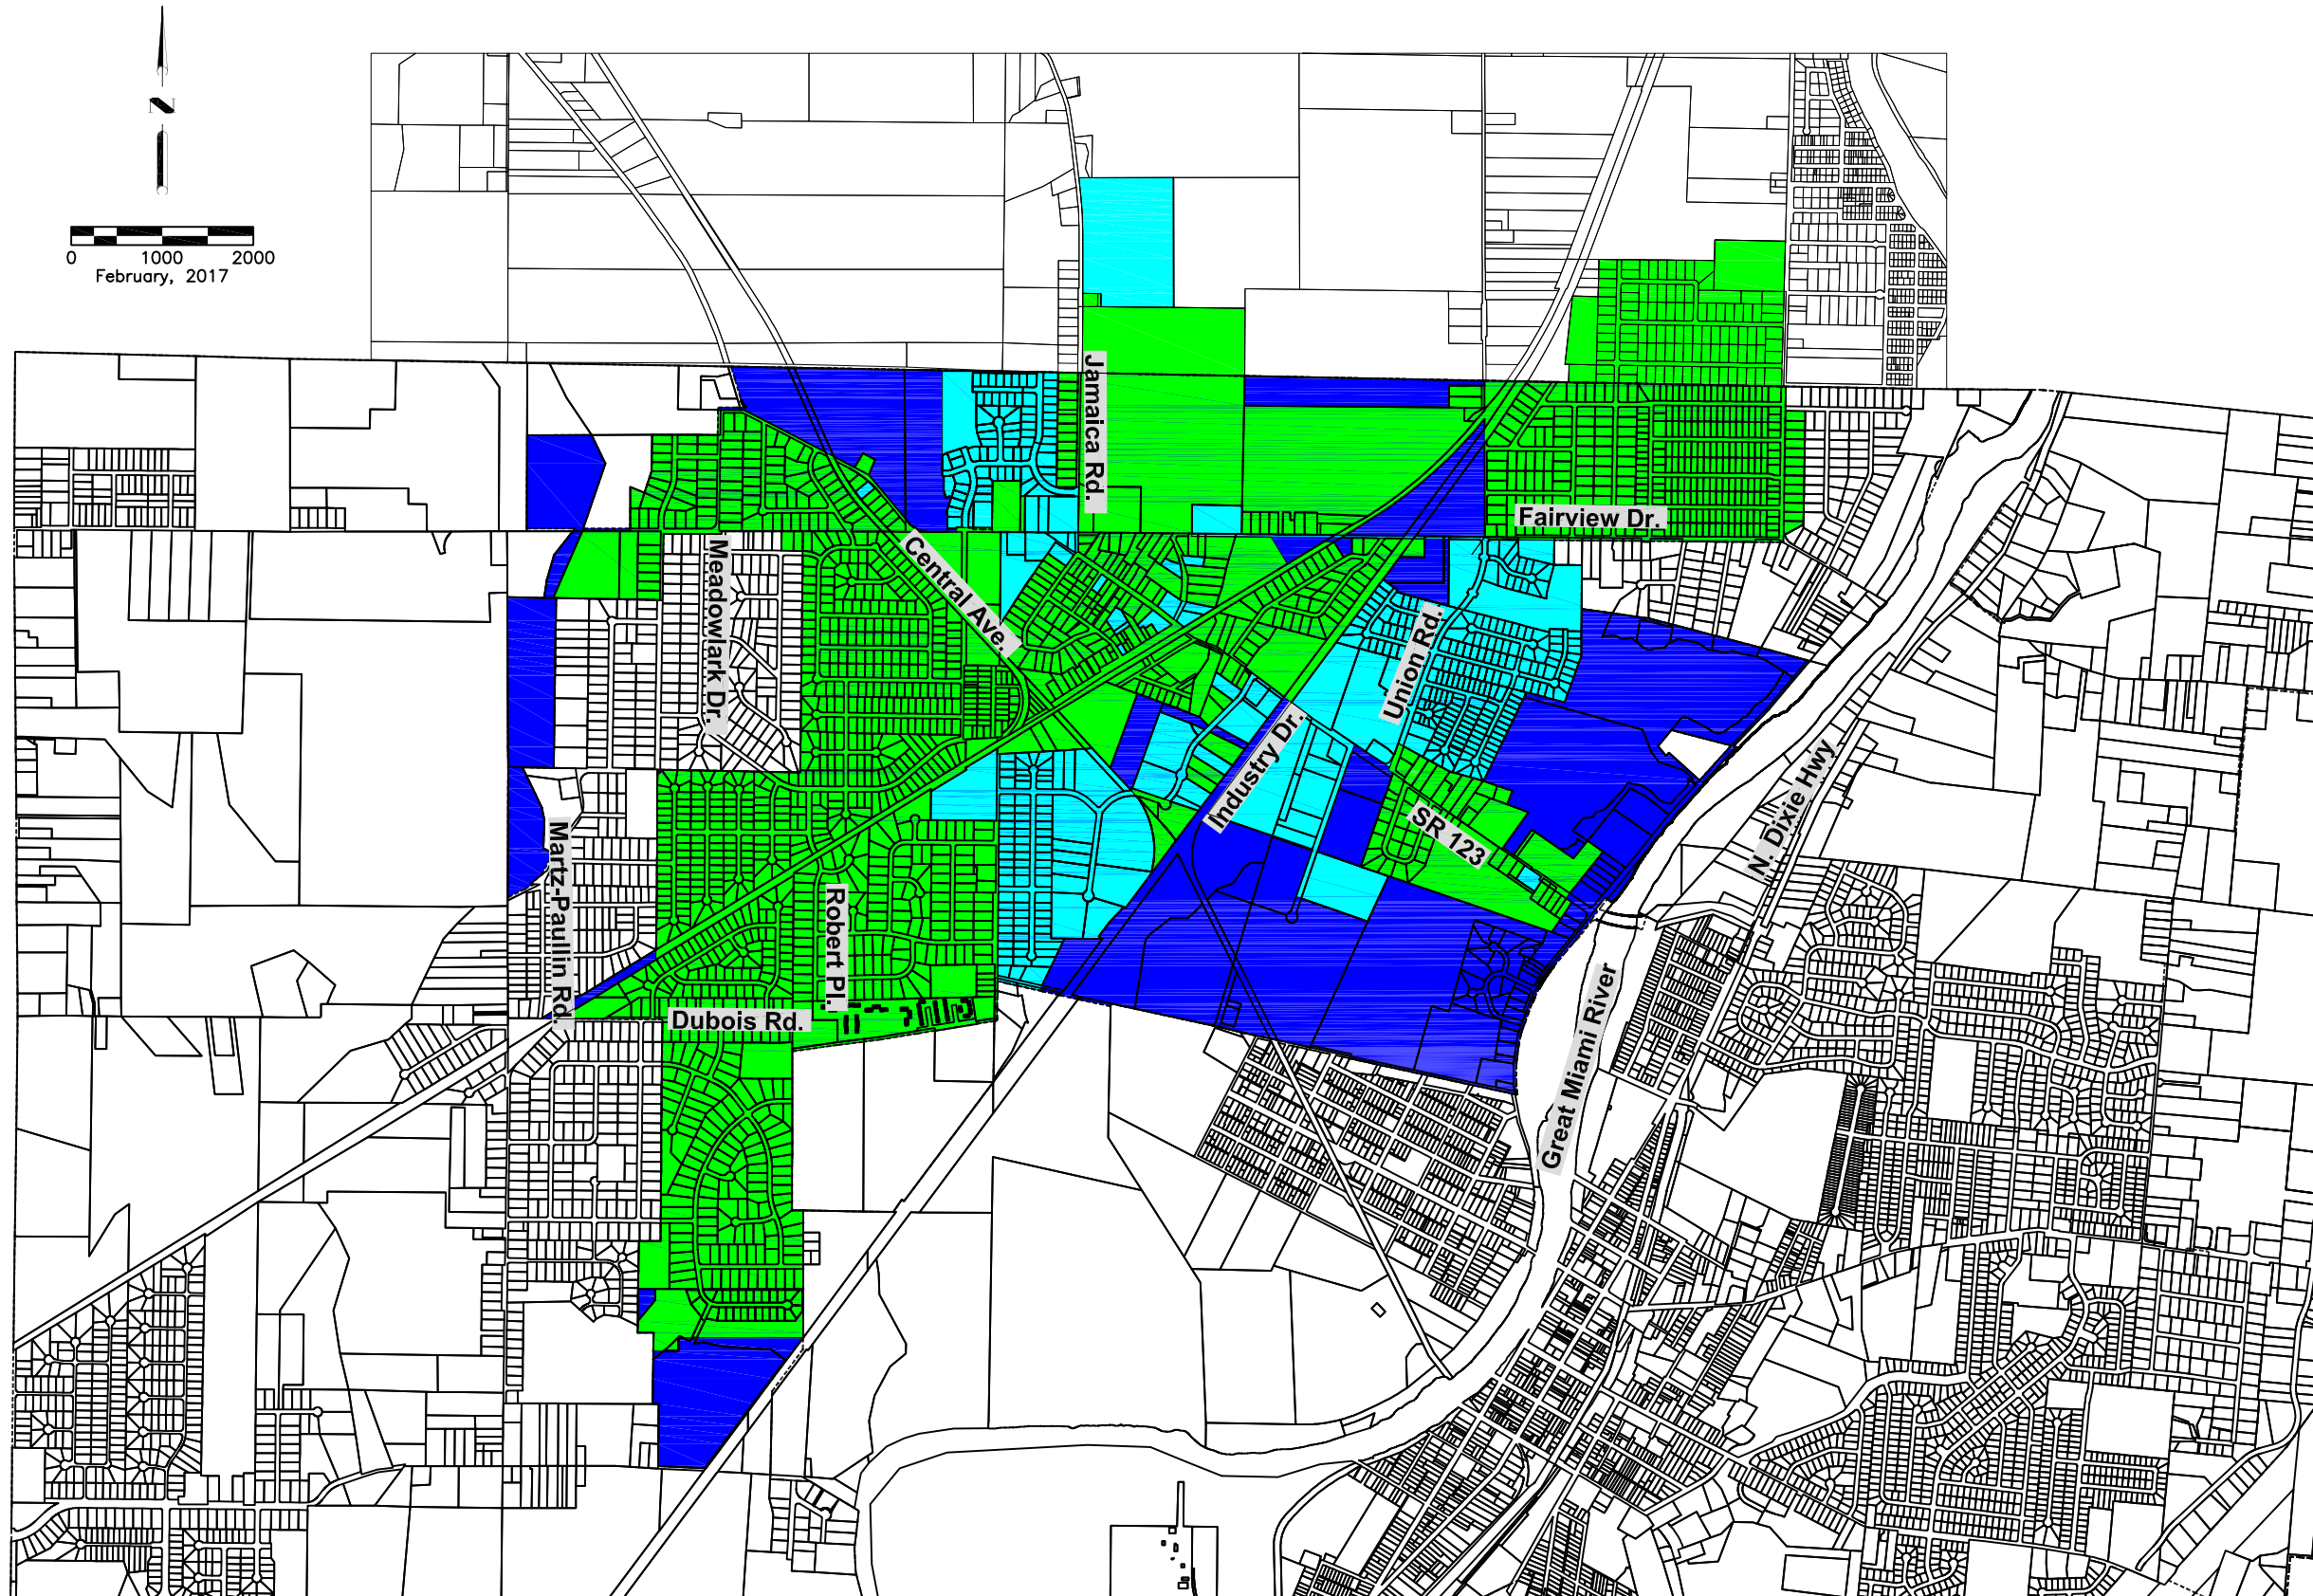 N
0 1000 2000
February, 2017
Jamaica Rd.
Fairview Dr.
Meadowlark Dr.
Central Ave.
Union Rd.
Industry Dr.
SR 123
N. Dixie Hwy
Martz-Paullin Rd.
Robert Pl.
Dubois Rd.
Great Miami River